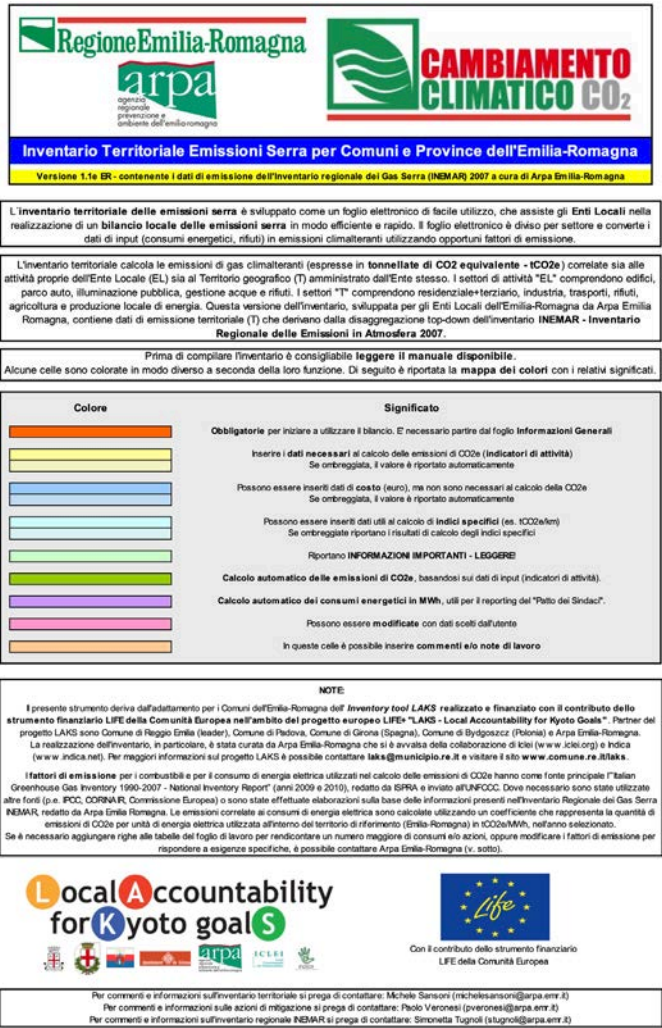 RegioneEmilia-Romagna
arpa
agenzia
regionale
prevenzione e
ambiente dell'emilia-romagna
CAMBIAMENTO
CLIMATICO CO2
Inventario Territoriale Emissioni Serra per Comuni e Province dell'Emilia-Romagna
Versione 1.1e ER - contenente i dati di emissione dell'Inventario regionale dei Gas Serra (INEMAR) 2007 a cura di Arpa Emilia-Romagna
L'inventario territoriale delle emissioni serra è sviluppato come un foglio elettronico di facile utilizzo, che assiste gli Enti Locali nella
realizzazione di un bilancio locale delle emissioni serra in modo efficiente e rapido. Il foglio elettronico è diviso per settore e converte i
dati di input (consumi energetici, rifiuti) in emissioni climalteranti utilizzando opportuni fattori di emissione.
L'inventario territoriale calcola le emissioni di gas climalteranti (espresse in tonnellate di CO2 equivalente - tCO2e) correlate sia alle
attività proprie dell'Ente Locale (EL) sia al Territorio geografico (T) amministrato dall'Ente stesso. I settori di attività "EL" comprendono edifici,
parco auto, illuminazione pubblica, gestione acque e rifiuti. I settori "T" comprendono residenziale+terziario, industria, trasporti, rifiuti,
agricoltura e produzione locale di energia. Questa versione dell'inventario, sviluppata per gli Enti Locali dell'Emilia-Romagna da Arpa Emilia
Romagna, contiene dati di emissione territoriale (T) che derivano dalla disaggregazione top-down dell'inventario INEMAR - Inventario
Regionale delle Emissioni in Atmosfera 2007.
Prima di compilare l'inventario è consigliabile leggere il manuale disponibile.
Alcune celle sono colorate in modo diverso a seconda della loro funzione. Di seguito è riportata la mappa dei colori con i relativi significati.
Colore Significato
Obbligatorie per iniziare a utilizzare il bilancio. E' necessario partire dal foglio Informazioni Generali
Inserire i dati necessari al calcolo delle emissioni di CO2e (indicatori di attività)
Se ombreggiata, il valore è riportato automaticamente
Possono essere inseriti dati di costo (euro), ma non sono necessari al calcolo della CO2e
Se ombreggiata, il valore è riportato automaticamente
Possono essere inseriti dati utili al calcolo di indici specifici (es. tCO2e/km)
Se ombreggiate riportano i risultati di calcolo degli indici specifici
Riportano INFORMAZIONI IMPORTANTI - LEGGERE!
Calcolo automatico delle emissioni di CO2e, basandosi sui dati di input (indicatori di attività).
Calcolo automatico dei consumi energetici in MWh, utili per il reporting del "Patto dei Sindaci".
Possono essere modificate con dati scelti dall'utente
In queste celle è possibile inserire commenti e/o note di lavoro
NOTE:
Il presente strumento deriva dall'adattamento per i Comuni dell'Emilia-Romagna dell' Inventory tool LAKS realizzato e finanziato con il contributo dello
strumento finanziario LIFE della Comunità Europea nell'ambito del progetto europeo LIFE+ "LAKS - Local Accountability for Kyoto Goals". Partner del
progetto LAKS sono Comune di Reggio Emilia (leader), Comune di Padova, Comune di Girona (Spagna), Comune di Bydgoszcz (Polonia) e Arpa Emilia-Romagna.
La realizzazione dell'inventario, in particolare, è stata curata da Arpa Emilia-Romagna che si è avvalsa della collaborazione di Iclei (www.iclei.org) e Indica
(www.indica.net). Per maggiori informazioni sul progetto LAKS è possibile contattare laks@municipio.re.it e visitare il sito www.comune.re.it/laks.
I fattori di emissione per i combustibili e per il consumo di energia elettrica utilizzati nel calcolo delle emissioni di CO2e hanno come fonte principale l'"Italian
Greenhouse Gas Inventory 1990-2007 - National Inventory Report" (anni 2009 e 2010), redatto da ISPRA e inviato all'UNFCCC. Dove necessario sono state utilizzate
altre fonti (p.e. IPCC, CORINAIR, Commissione Europea) o sono state effettuate elaborazioni sulla base delle informazioni presenti nell'Inventario Regionale dei Gas Serra
INEMAR, redatto da Arpa Emilia Romagna. Le emissioni correlate ai consumi di energia elettrica sono calcolate utilizzando un coefficiente che rappresenta la quantità di
emissioni di CO2e per unità di energia elettrica utilizzata all'interno del territorio di riferimento (Emilia-Romagna) in tCO2e/MWh, nell'anno selezionato.
Se è necessario aggiungere righe alle tabelle del foglio di lavoro per rendicontare un numero maggiore di consumi e/o azioni, oppure modificare i fattori di emissione per
rispondere a esigenze specifiche, è possibile contattare Arpa Emilia-Romagna (v. sotto).
Local Accountability
for Kyoto goalS
arpa
ICLEI
Life
Con il contributo dello strumento finanziario
LIFE della Comunità Europea
Per commenti e informazioni sull'inventario territoriale si prega di contattare: Michele Sansoni (michelesansoni@arpa.emr.it)
Per commenti e informazioni sulle azioni di mitigazione si prega di contattare: Paolo Veronesi (pveronesi@arpa.emr.it)
Per commenti e informazioni sull'inventario regionale INEMAR si prega di contattare: Simonetta Tugnoli (stugnoli@arpa.emr.it)